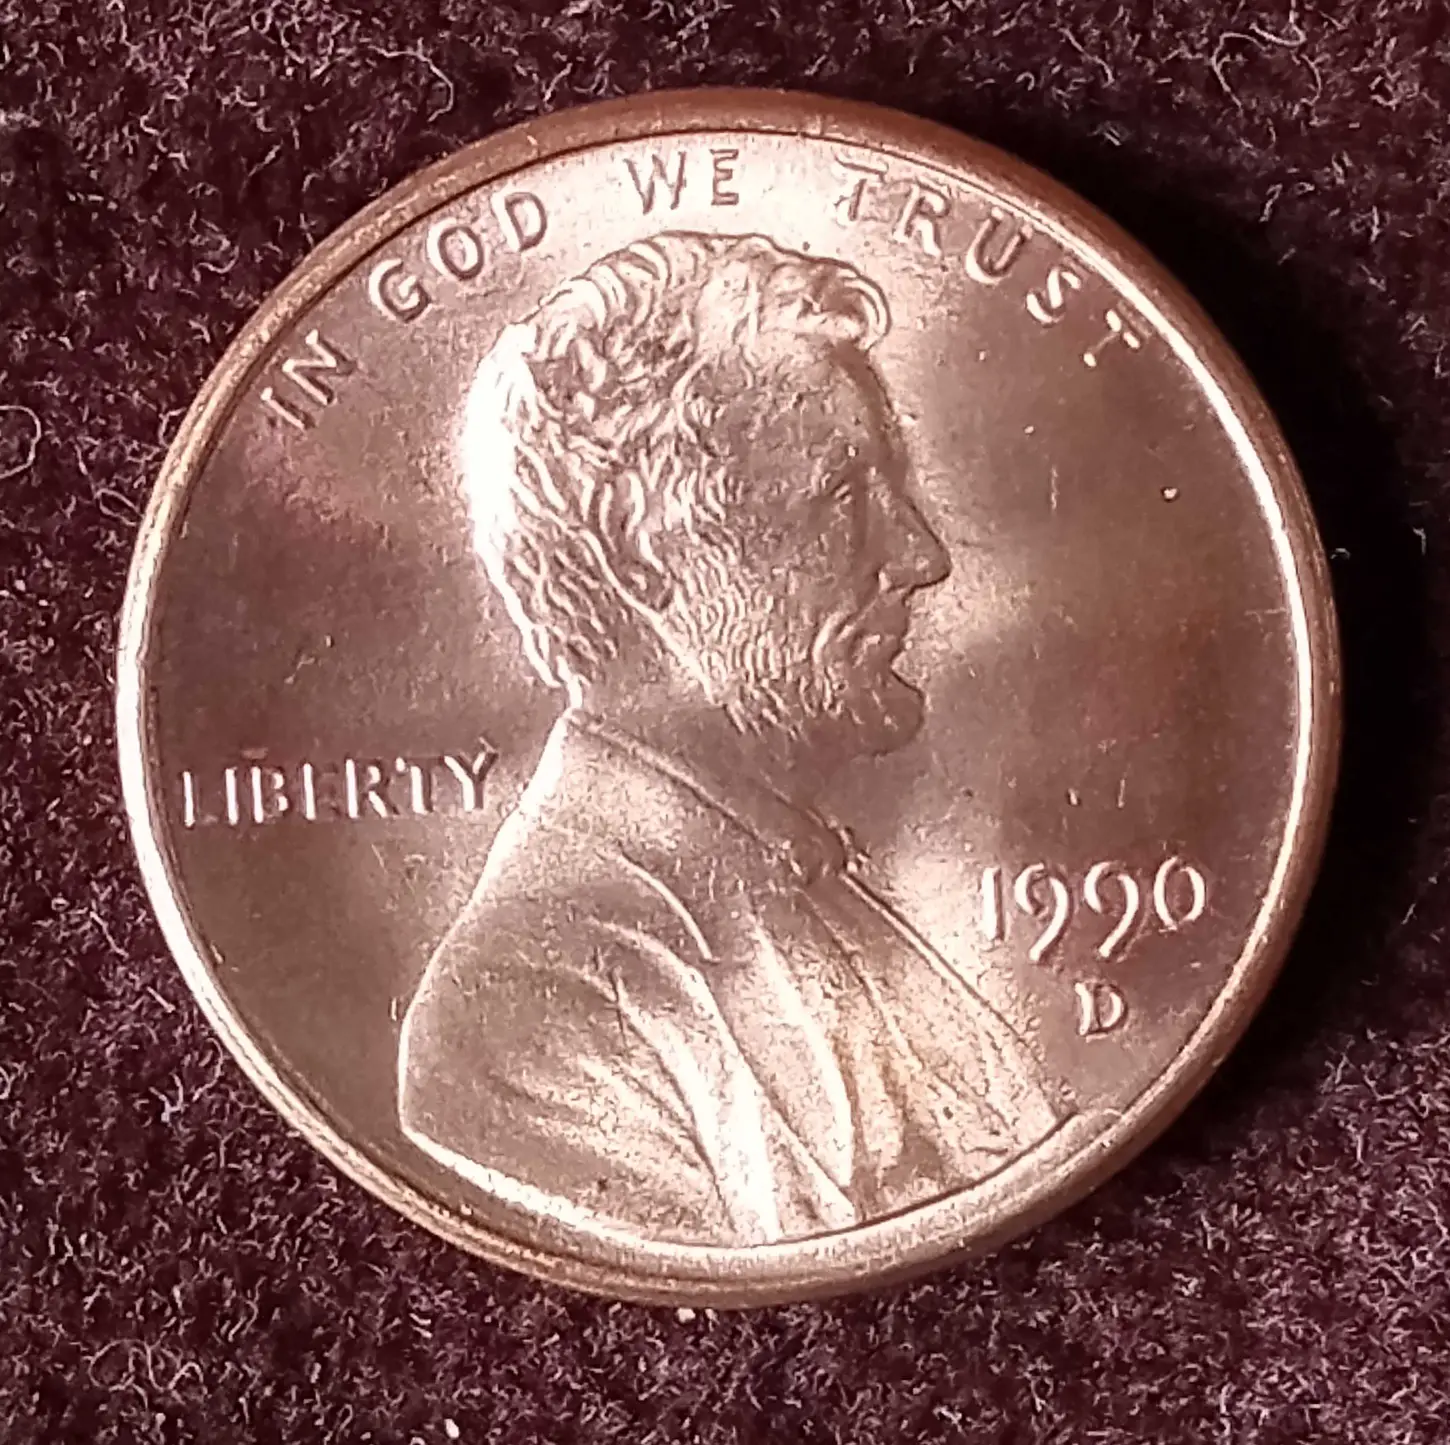 IN GOD WE TRUST
LIBERTY
1990
D